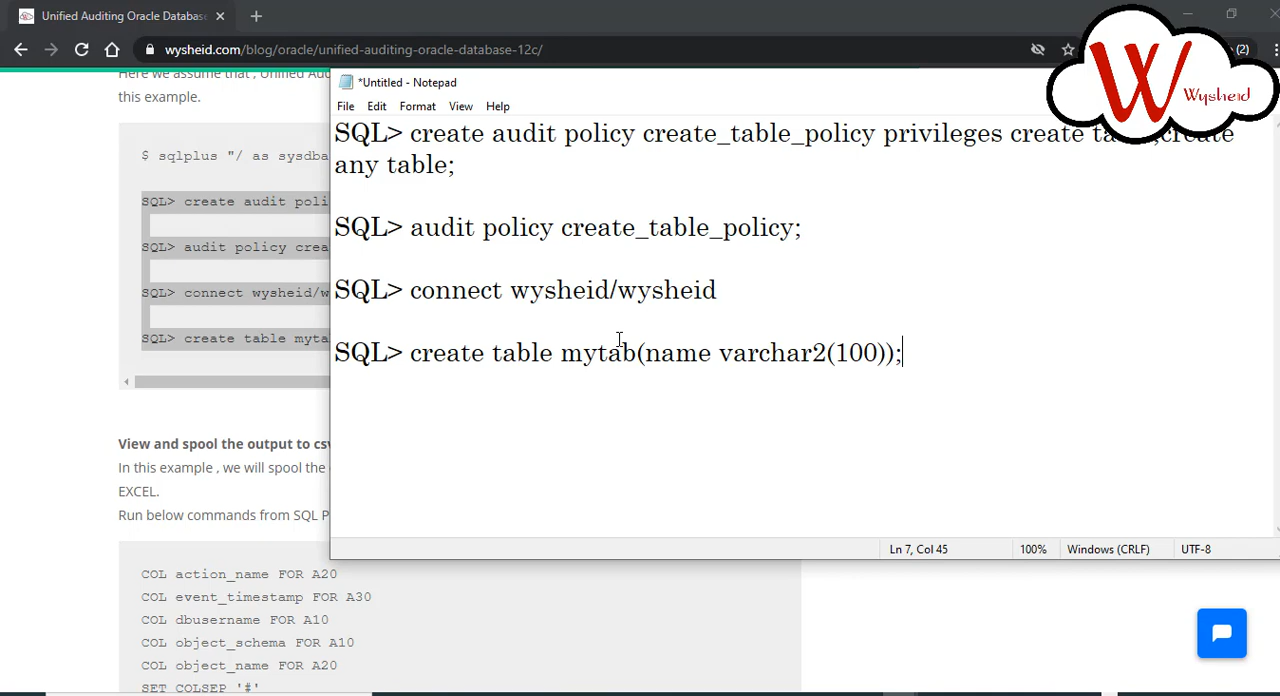 Unified Auditing Oracle Database
wysheid.com/blog/oracle/unified-auditing-oracle-database-12c/
(2)
W Wysheid
Here we assume that , Unified Aud
this example.
$ sqlplus "/ as sysdba
SQL> create audit poli
SQL> audit policy crea
SQL> connect wysheid/w
SQL> create table myta
View and spool the output to csv
In this example , we will spool the
EXCEL.
Run below commands from SQL P
COL action_name FOR A20
COL event_timestamp FOR A30
COL dbusername FOR A10
COL object_schema FOR A10
COL object_name FOR A20
SET COLSEP '#'
*Untitled - Notepad
File Edit Format View Help
SQL> create audit policy create_table_policy privileges create ,create
any table;
SQL> audit policy create_table_policy;
SQL> connect wysheid/wysheid
SQL> create table mytab(name varchar2(100));
Ln 7, Col 45 100% Windows (CRLF) UTF-8